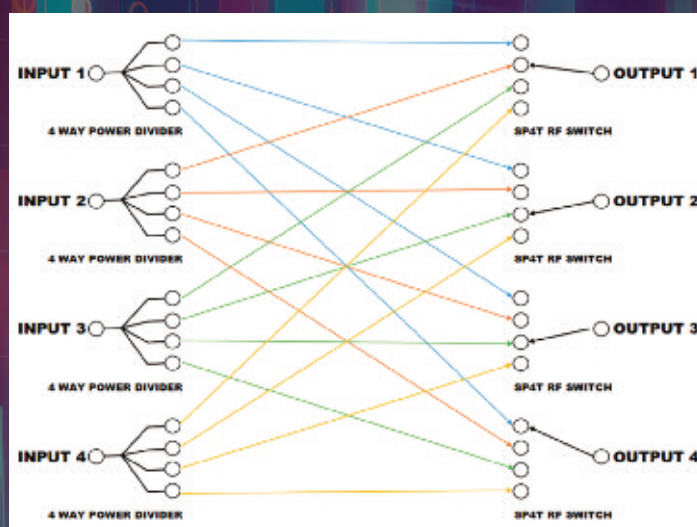 INPUT 1
OUTPUT 1
4 WAY POWER DIVIDER
SP4T RF SWITCH
INPUT 2
OUTPUT 2
4 WAY POWER DIVIDER
SP4T RF SWITCH
INPUT 3
OUTPUT 3
4 WAY POWER DIVIDER
SP4T RF SWITCH
INPUT 4
OUTPUT 4
4 WAY POWER DIVIDER
SP4T RF SWITCH